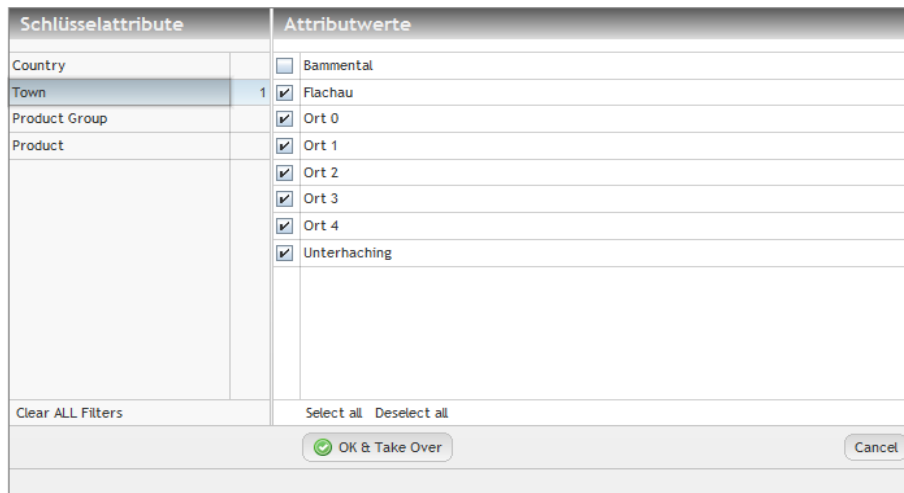 Schlüsselattribute Attributwerte
Country Bammental
Town 1 Flachau
Product Group Ort 0
Product Ort 1
Ort 2
Ort 3
Ort 4
Unterhaching
Clear ALL Filters Select all Deselect all
OK & Take Over Cancel